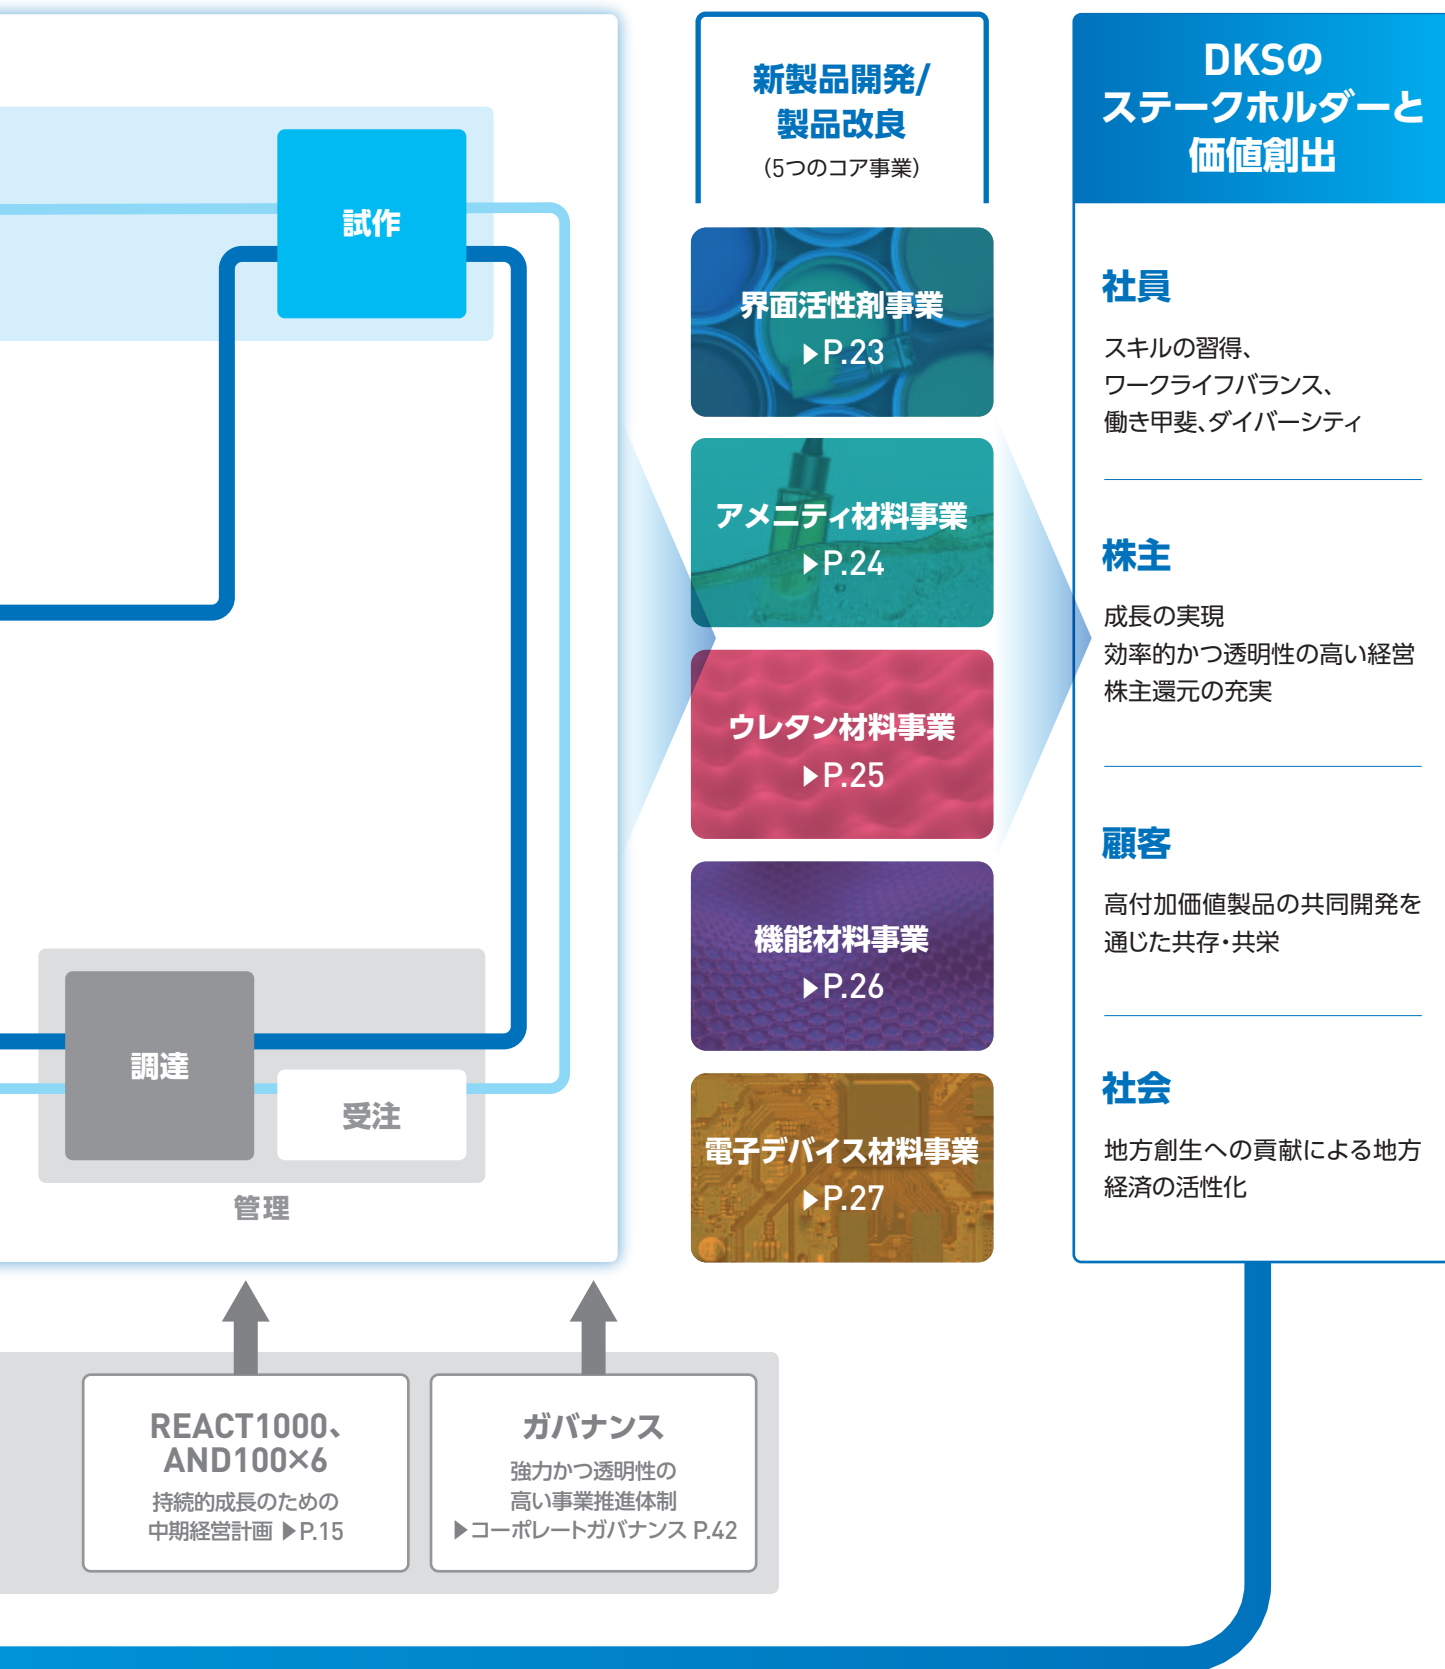 試作
調達
受注
管理
新製品開発/
製品改良
(5つのコア事業)
界面活性剤事業
▶P.23
アメニティ材料事業
▶P.24
ウレタン材料事業
▶P.25
機能材料事業
▶P.26
電子デバイス材料事業
▶P.27
DKSの
ステークホルダーと
価値創出
社員
スキルの習得、
ワークライフバランス、
働き甲斐、ダイバーシティ
株主
成長の実現
効率的かつ透明性の高い経営
株主還元の充実
顧客
高付加価値製品の共同開発を
通じた共存・共栄
社会
地方創生への貢献による地方
経済の活性化
REACT1000、
AND100×6
持続的成長のための
中期経営計画 ▶P.15
ガバナンス
強力かつ透明性の
高い事業推進体制
▶コーポレートガバナンス P.42